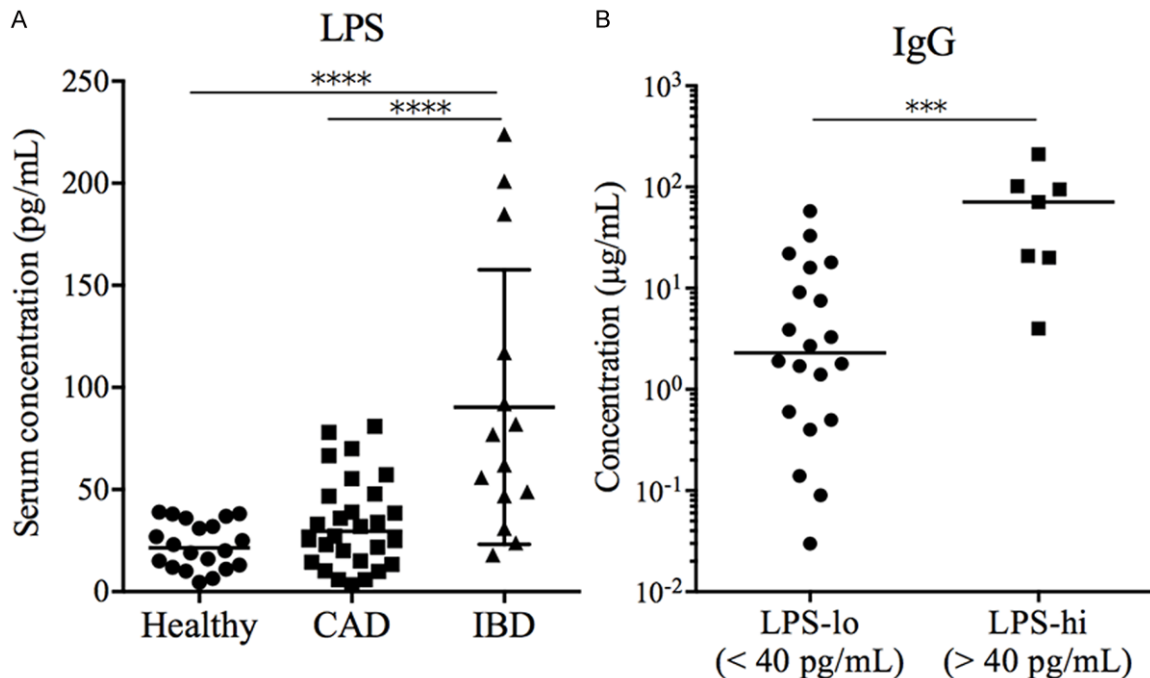 A
LPS
****
****
Serum concentration (pg/mL)
250
200
150
100
50
0
Healthy
CAD
IBD
B
IgG
***
Concentration (µg/mL)
10³
10²
10¹
10⁰
10⁻¹
10⁻²
LPS-lo
(< 40 pg/mL)
LPS-hi
(> 40 pg/mL)